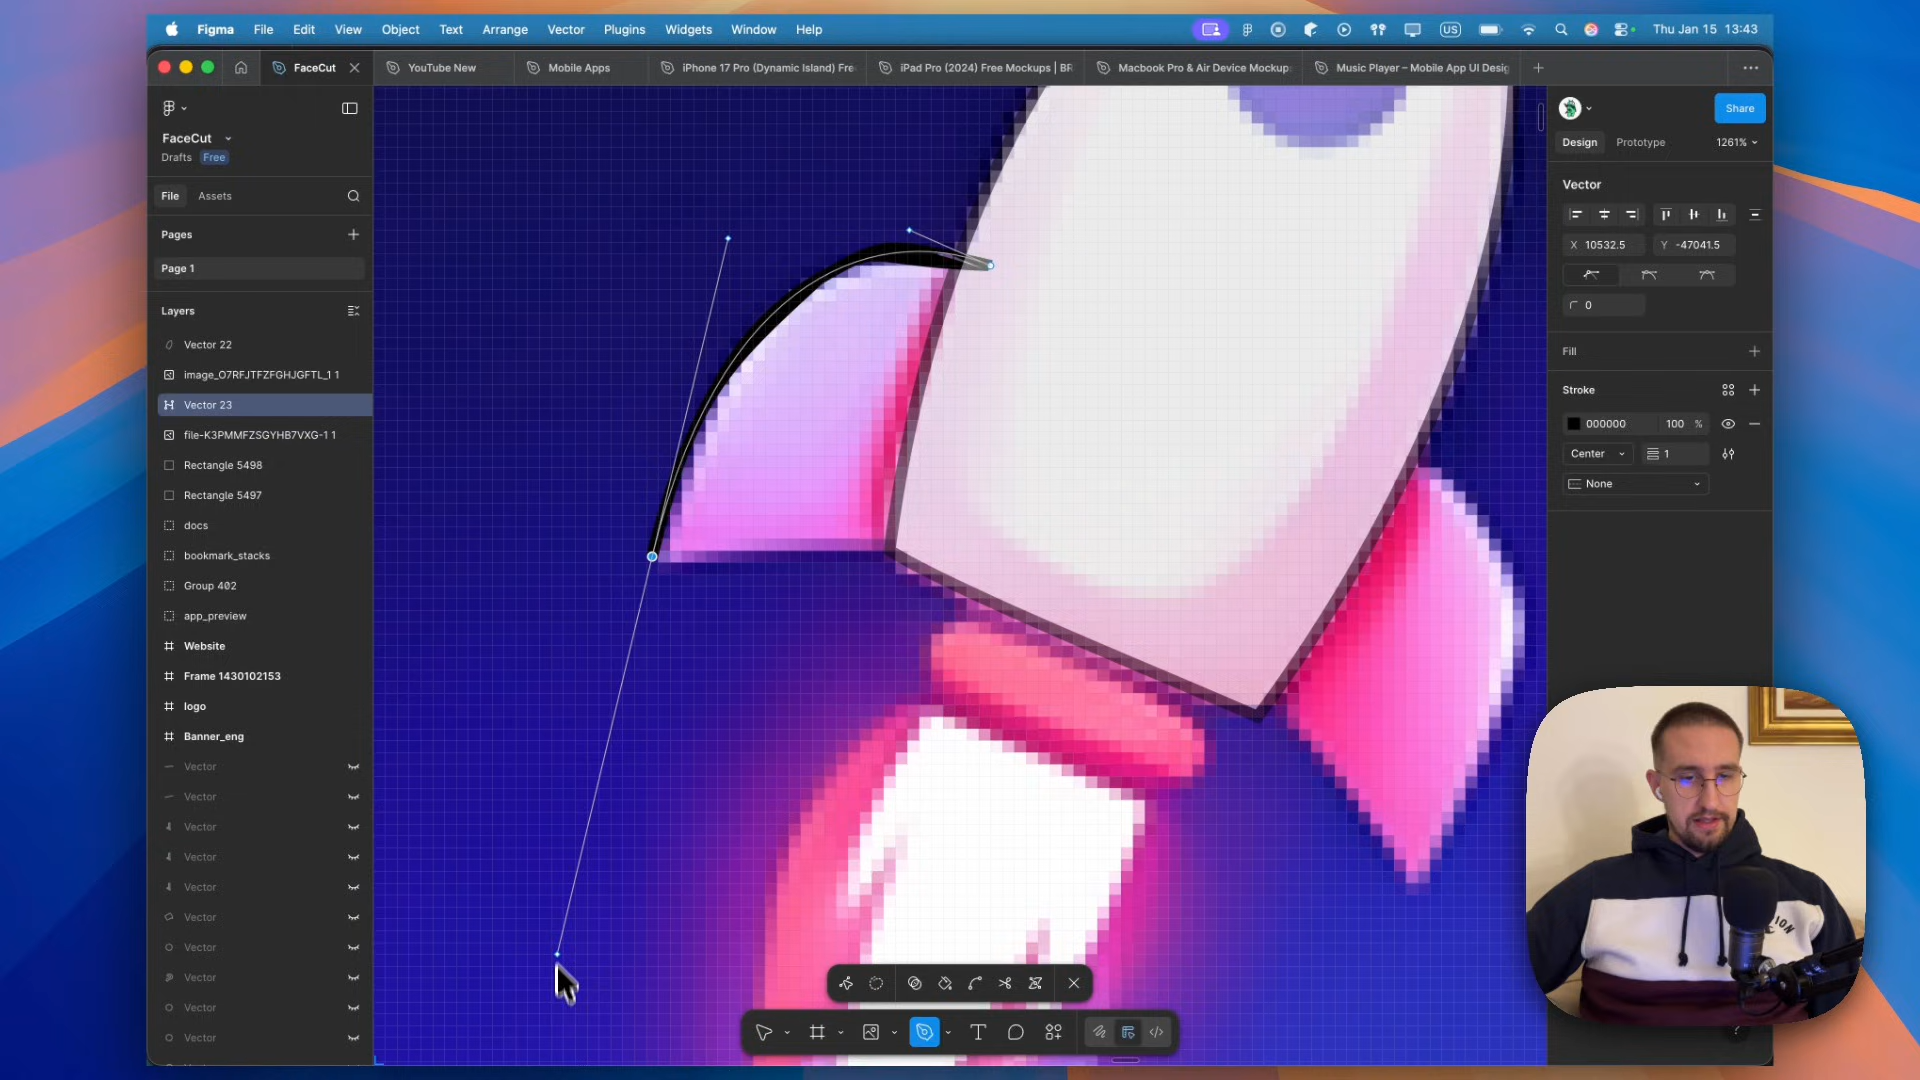 Figma File Edit View Object Text Arrange Vector Plugins Widgets Window Help US Thu Jan 15 13:43
FaceCut YouTube New Mobile Apps iPhone 17 Pro (Dynamic Island) Fre iPad Pro (2024) Free Mockups | BR Macbook Pro & Air Device Mockup Music Player – Mobile App UI Desig
FaceCut
Drafts Free
File Assets
Pages
Page 1
Layers
Vector 22
image_O7RFJTFZFGHJGFTL_1 1
Vector 23
file-K3PMMFZSGYHB7VXG-1 1
Rectangle 5498
Rectangle 5497
docs
bookmark_stacks
Group 402
app_preview
Website
Frame 1430102153
logo
Banner_eng
Vector
Vector
Vector
Vector
Vector
Vector
Vector
Vector
Vector
Vector
Share
Design Prototype 1261%
Vector
X 10532.5 Y -47041.5
0
Fill
Stroke
000000 100 %
Center 1
None